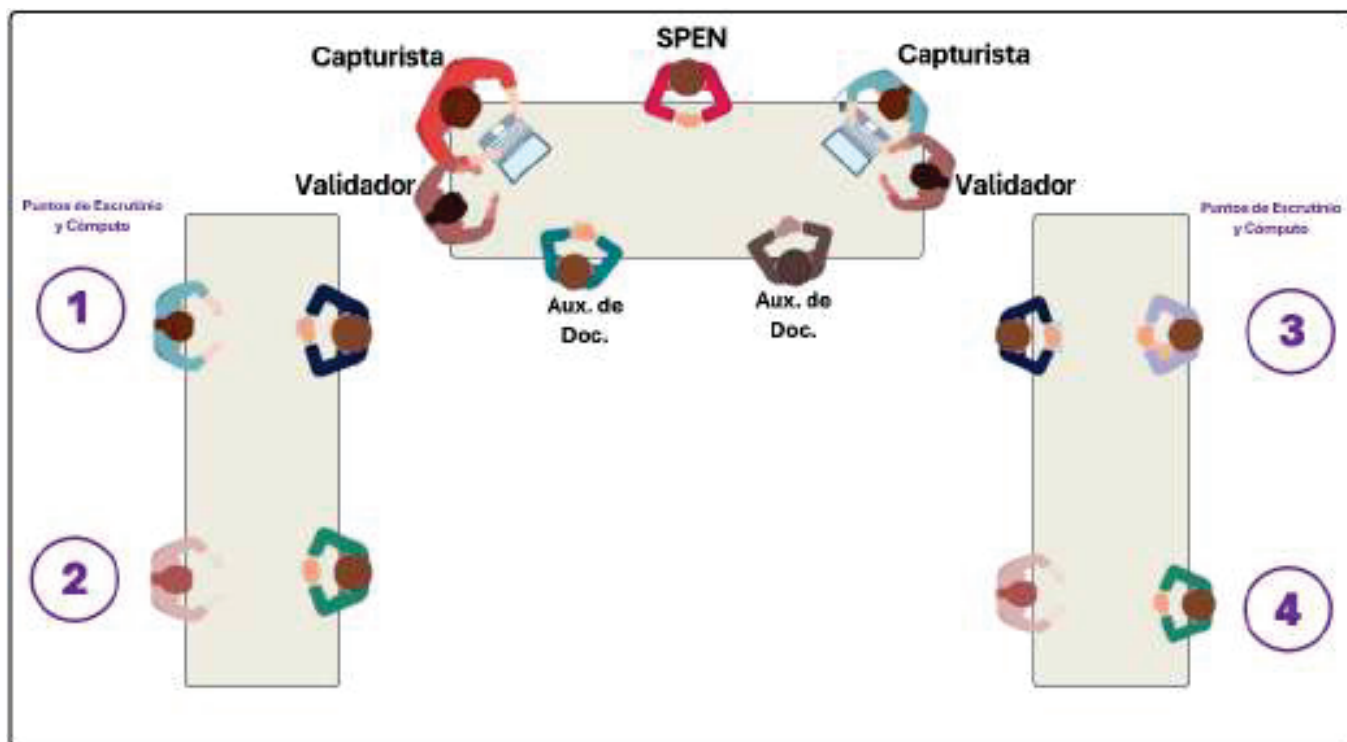 SPEN
Capturista
Capturista
Validador
Validador
Puntos de Escrutinio
y Cómputo
Puntos de Escrutinio
y Cómputo
1
3
Aux. de
Doc.
Aux. de
Doc.
2
4